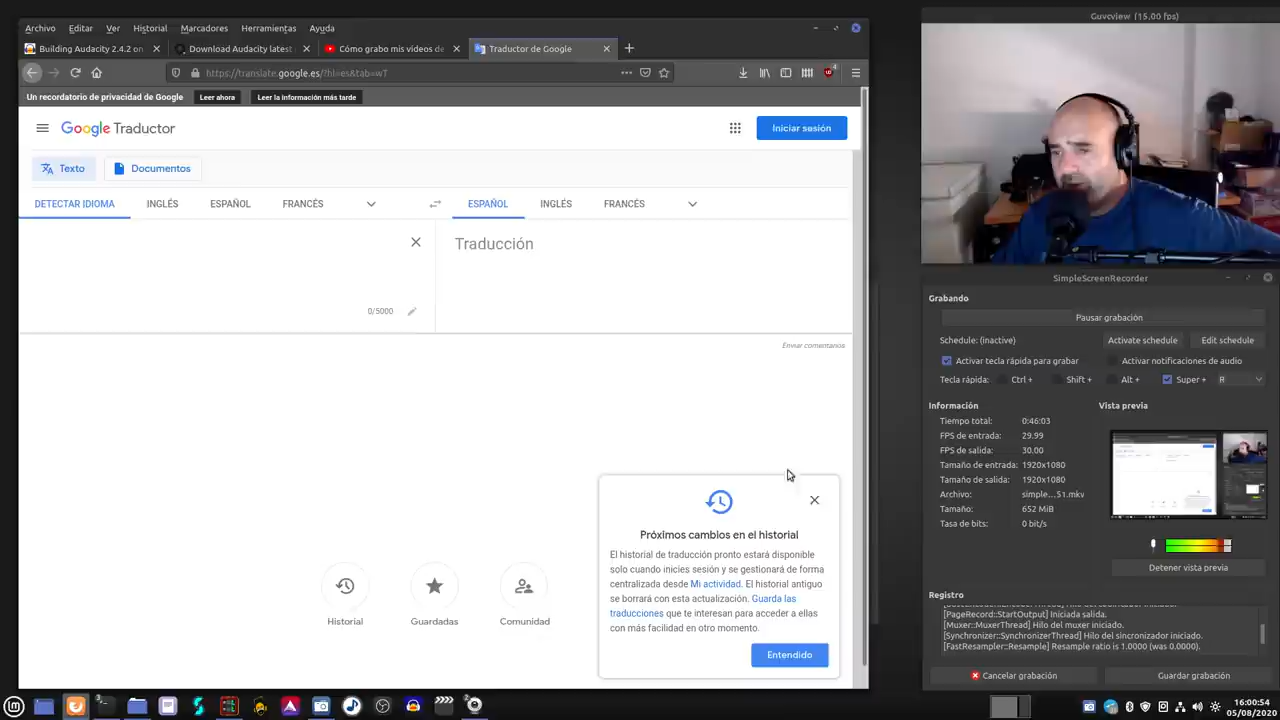 Archivo Editar Ver Historial Marcadores Herramientas Ayuda
Building Audacity 2.4.2 on
Download Audacity latest
Cómo grabo mis videos de
Traductor de Google
https://translate.google.es/?hl=es&tab=wT
Un recordatorio de privacidad de Google
Leer ahora
Leer la información más tarde
Google Traductor
Iniciar sesión
Texto
Documentos
DETECTAR IDIOMA INGLÉS ESPAÑOL FRANCÉS
ESPAÑOL INGLÉS FRANCÉS
Traducción
0/5000
Enviar comentarios
Próximos cambios en el historial
El historial de traducción pronto estará disponible
solo cuando inicies sesión y se gestionará de forma
centralizada desde Mi actividad. El historial antiguo
se borrará con esta actualización. Guarda las
traducciones que te interesan para acceder a ellas
con más facilidad en otro momento.
Entendido
Historial
Guardadas
Comunidad
Guvcview (15,00 fps)
SimpleScreenRecorder
Grabando
Pausar grabación
Schedule: (inactive)
Activate schedule
Edit schedule
Activar tecla rápida para grabar
Activar notificaciones de audio
Tecla rápida: Ctrl + Shift + Alt + Super + R
Información
Tiempo total: 0:46:03
FPS de entrada: 29.99
FPS de salida: 30.00
Tamaño de entrada: 1920x1080
Tamaño de salida: 1920x1080
Archivo: simple...51.mkv
Tamaño: 652 MiB
Tasa de bits: 0 bit/s
Vista previa
Detener vista previa
Registro
[PageRecord::StartOutput] Iniciada salida.
[Muxer::MuxerThread] Hilo del muxer iniciado.
[Synchronizer::SynchronizerThread] Hilo del sincronizador iniciado.
[FastResampler::Resample] Resample ratio is 1.0000 (was 0.0000).
Cancelar grabación
Guardar grabación
16:00:54
05/08/2020